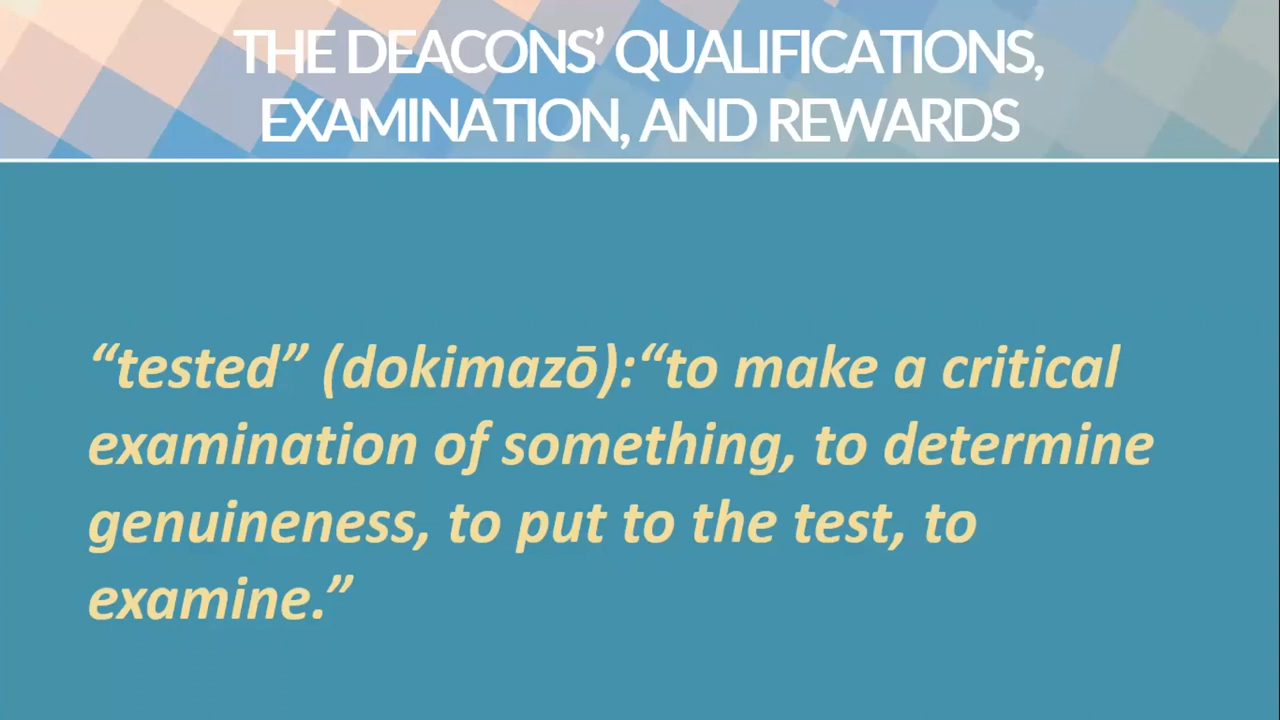 THE DEACONS’ QUALIFICATIONS,
EXAMINATION, AND REWARDS
“tested” (dokimazō):“to make a critical
examination of something, to determine
genuineness, to put to the test, to
examine.”